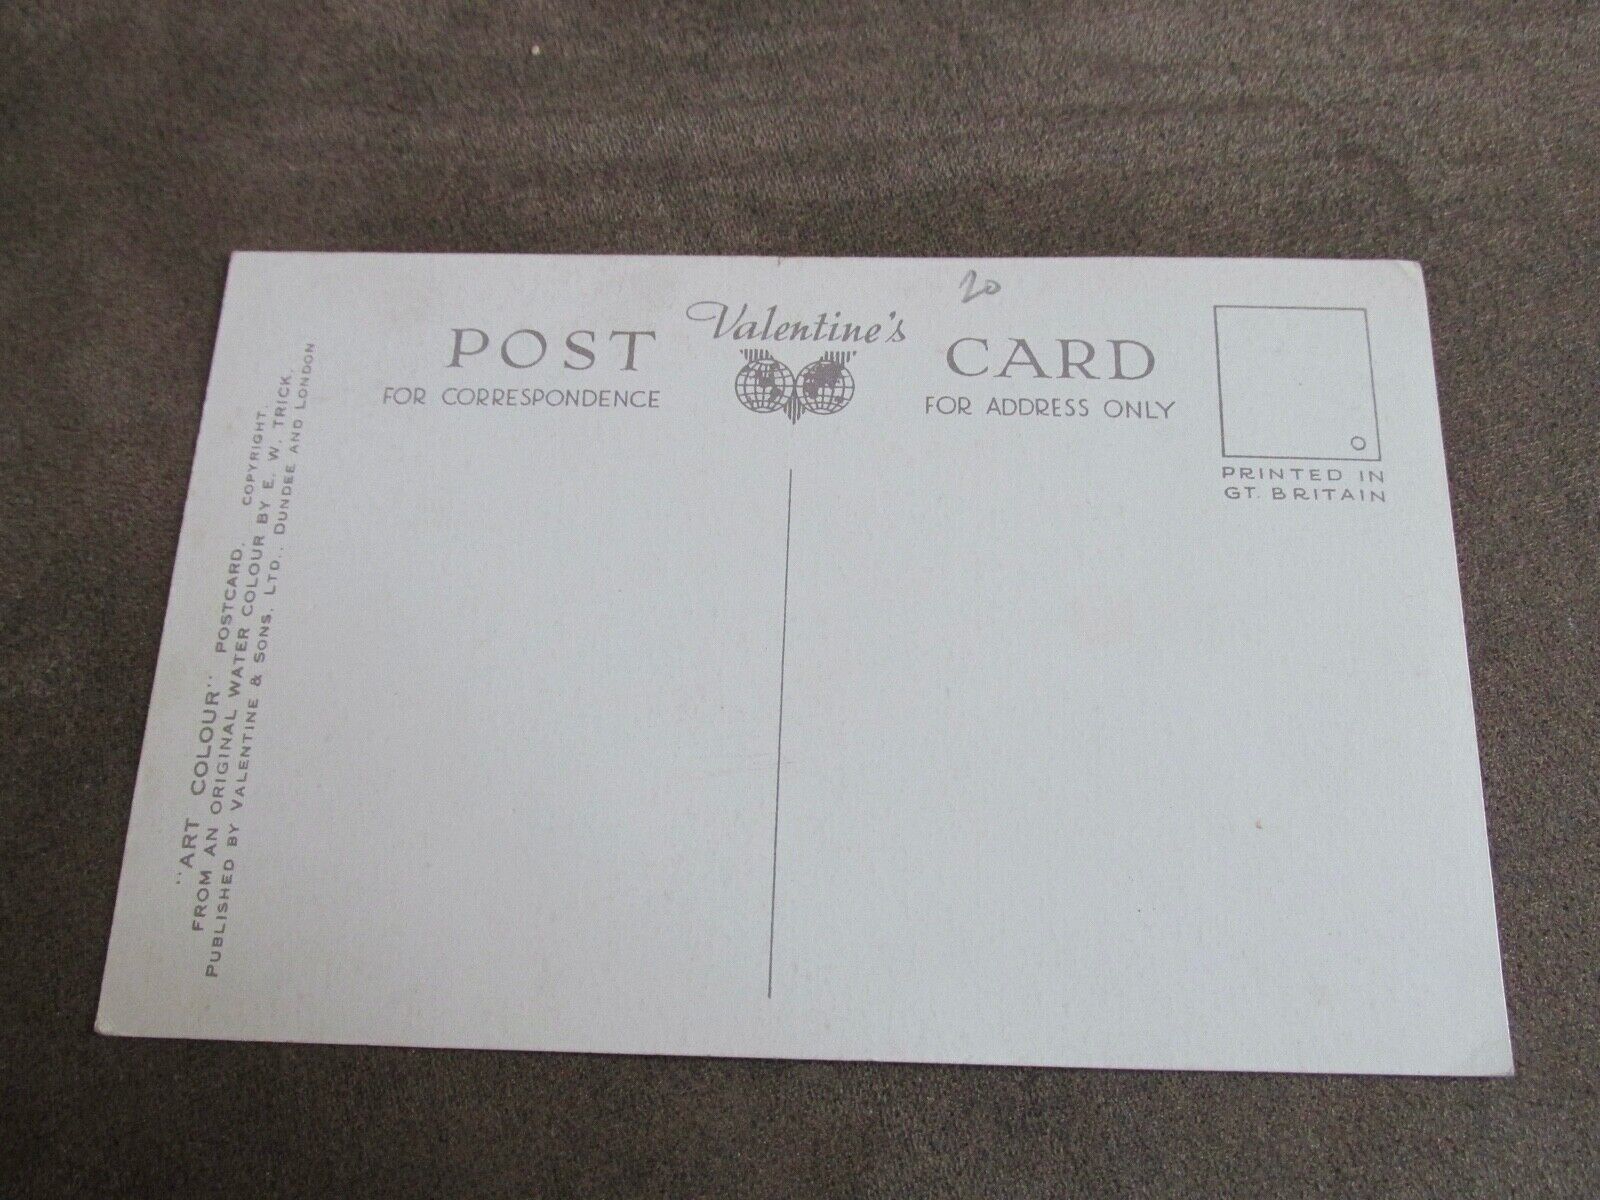 20
Valentine's
POST CARD
FOR CORRESPONDENCE
FOR ADDRESS ONLY
O
PRINTED IN
GT. BRITAIN
"ART COLOUR" POSTCARD. COPYRIGHT.
FROM AN ORIGINAL WATER COLOUR BY E. W. TRICK.
PUBLISHED BY VALENTINE & SONS, LTD., DUNDEE AND LONDON